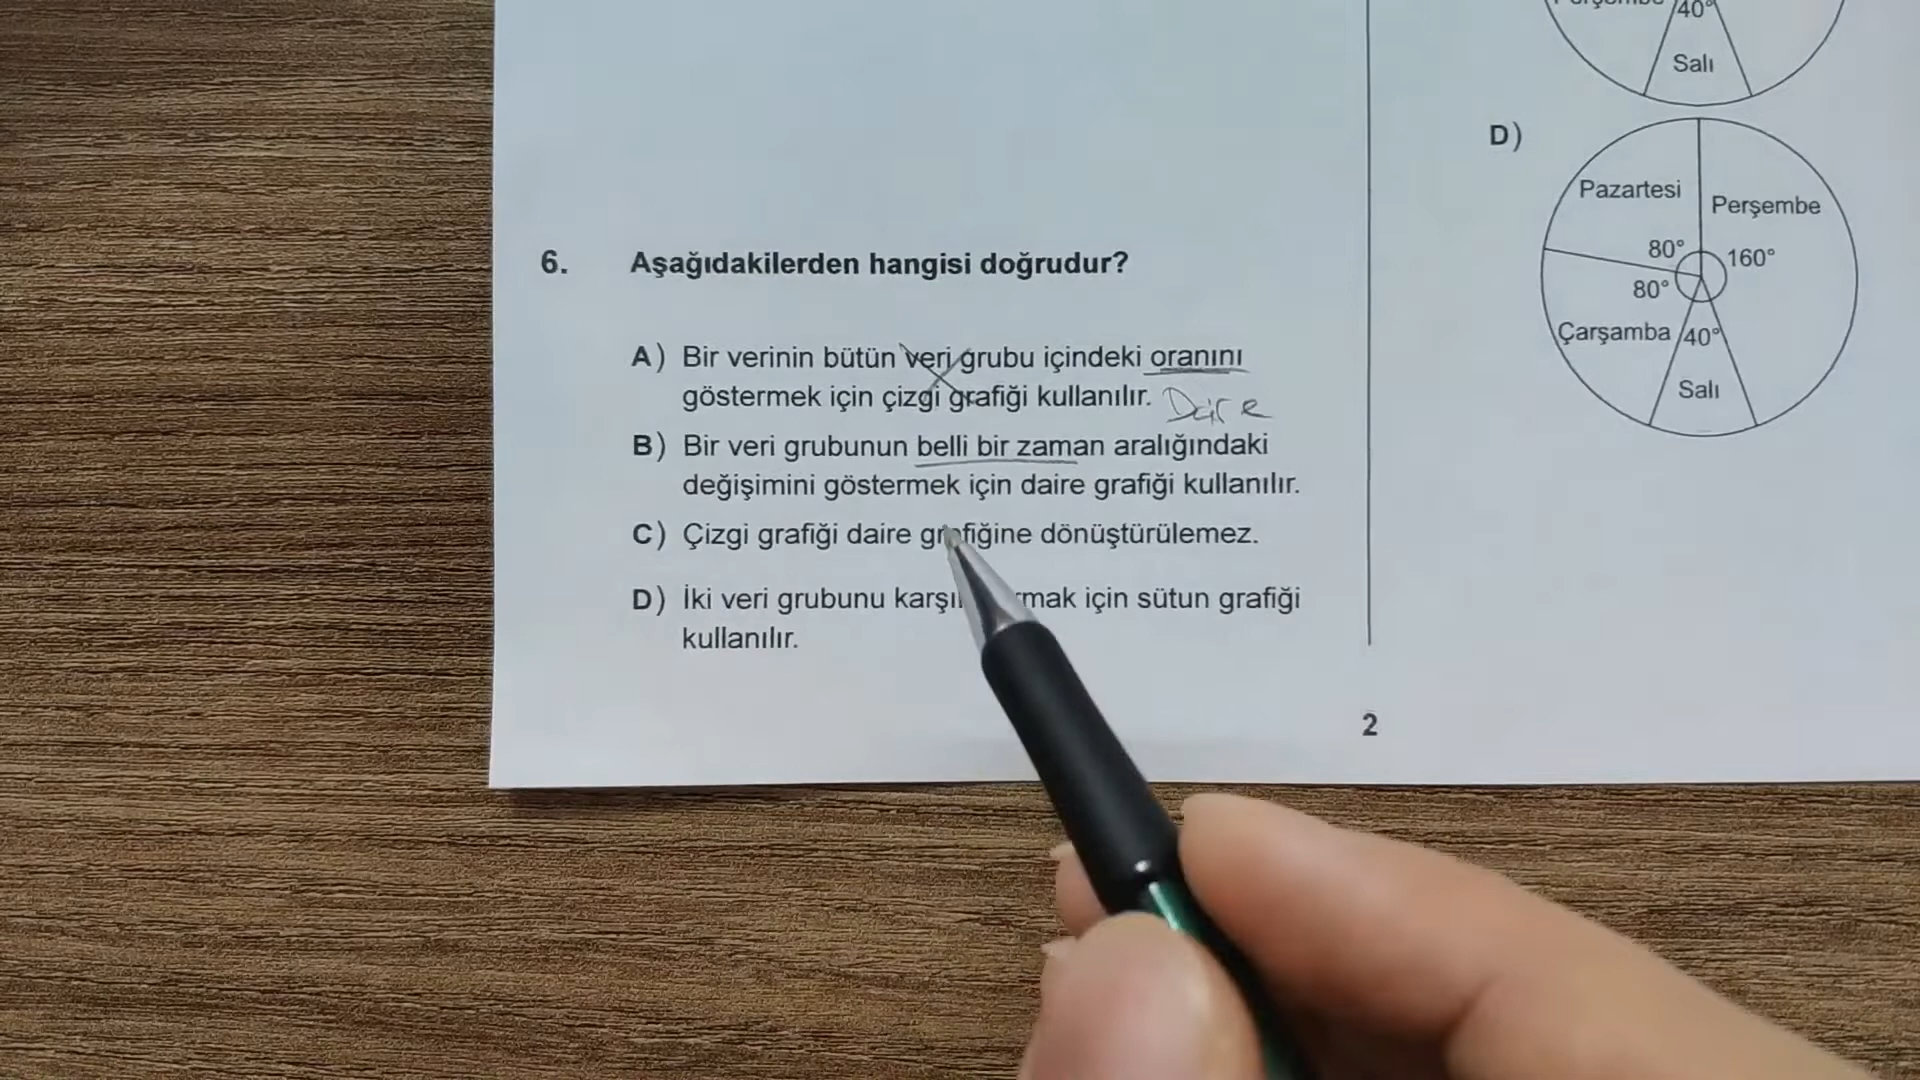 6. Aşağıdakilerden hangisi doğrudur?
A) Bir verinin bütün veri grubu içindeki oranını
göstermek için çizgi grafiği kullanılır. Daire
B) Bir veri grubunun belli bir zaman aralığındaki
değişimini göstermek için daire grafiği kullanılır.
C) Çizgi grafiği daire grafiğine dönüştürülemez.
D) İki veri grubunu için sütun grafiği
kullanılır.
2
40°
Salı
D)
Pazartesi
Perşembe
80°
160°
80°
Çarşamba
40°
Salı